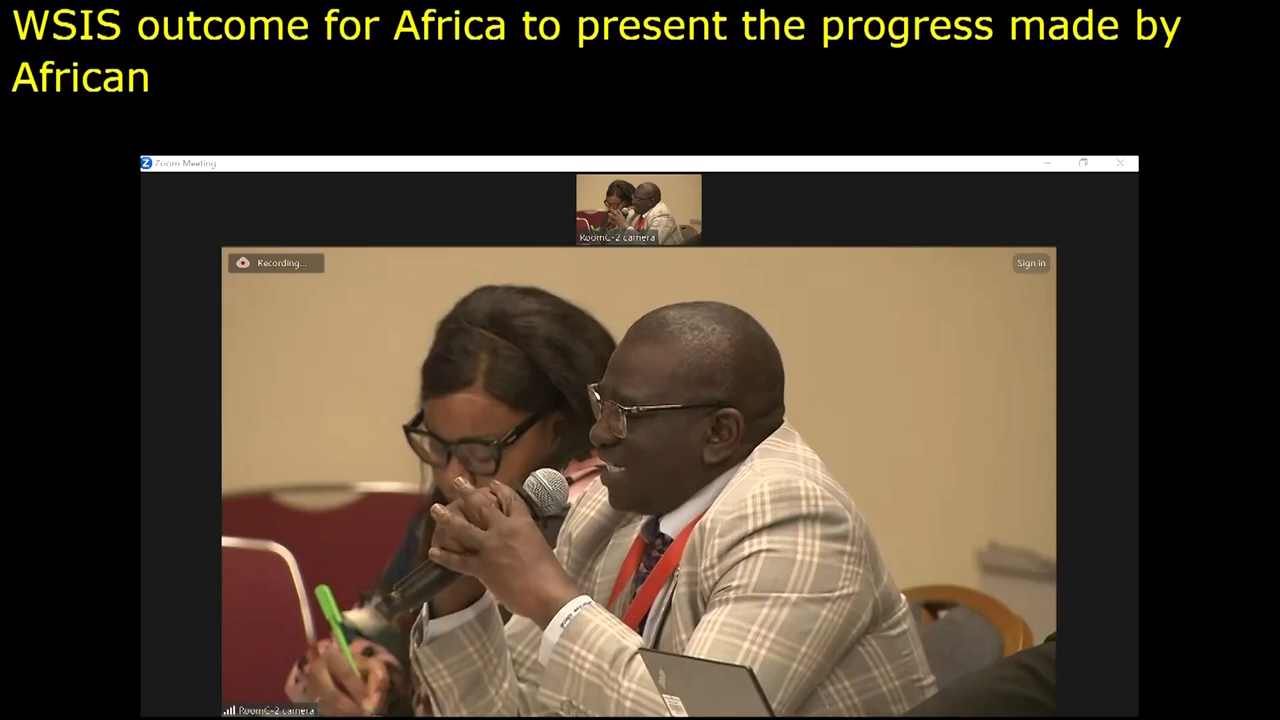 WSIS outcome for Africa to present the progress made by
African
Zoom Meeting
RoomC-2 camera
Recording...
Sign in
RoomC-2 camera